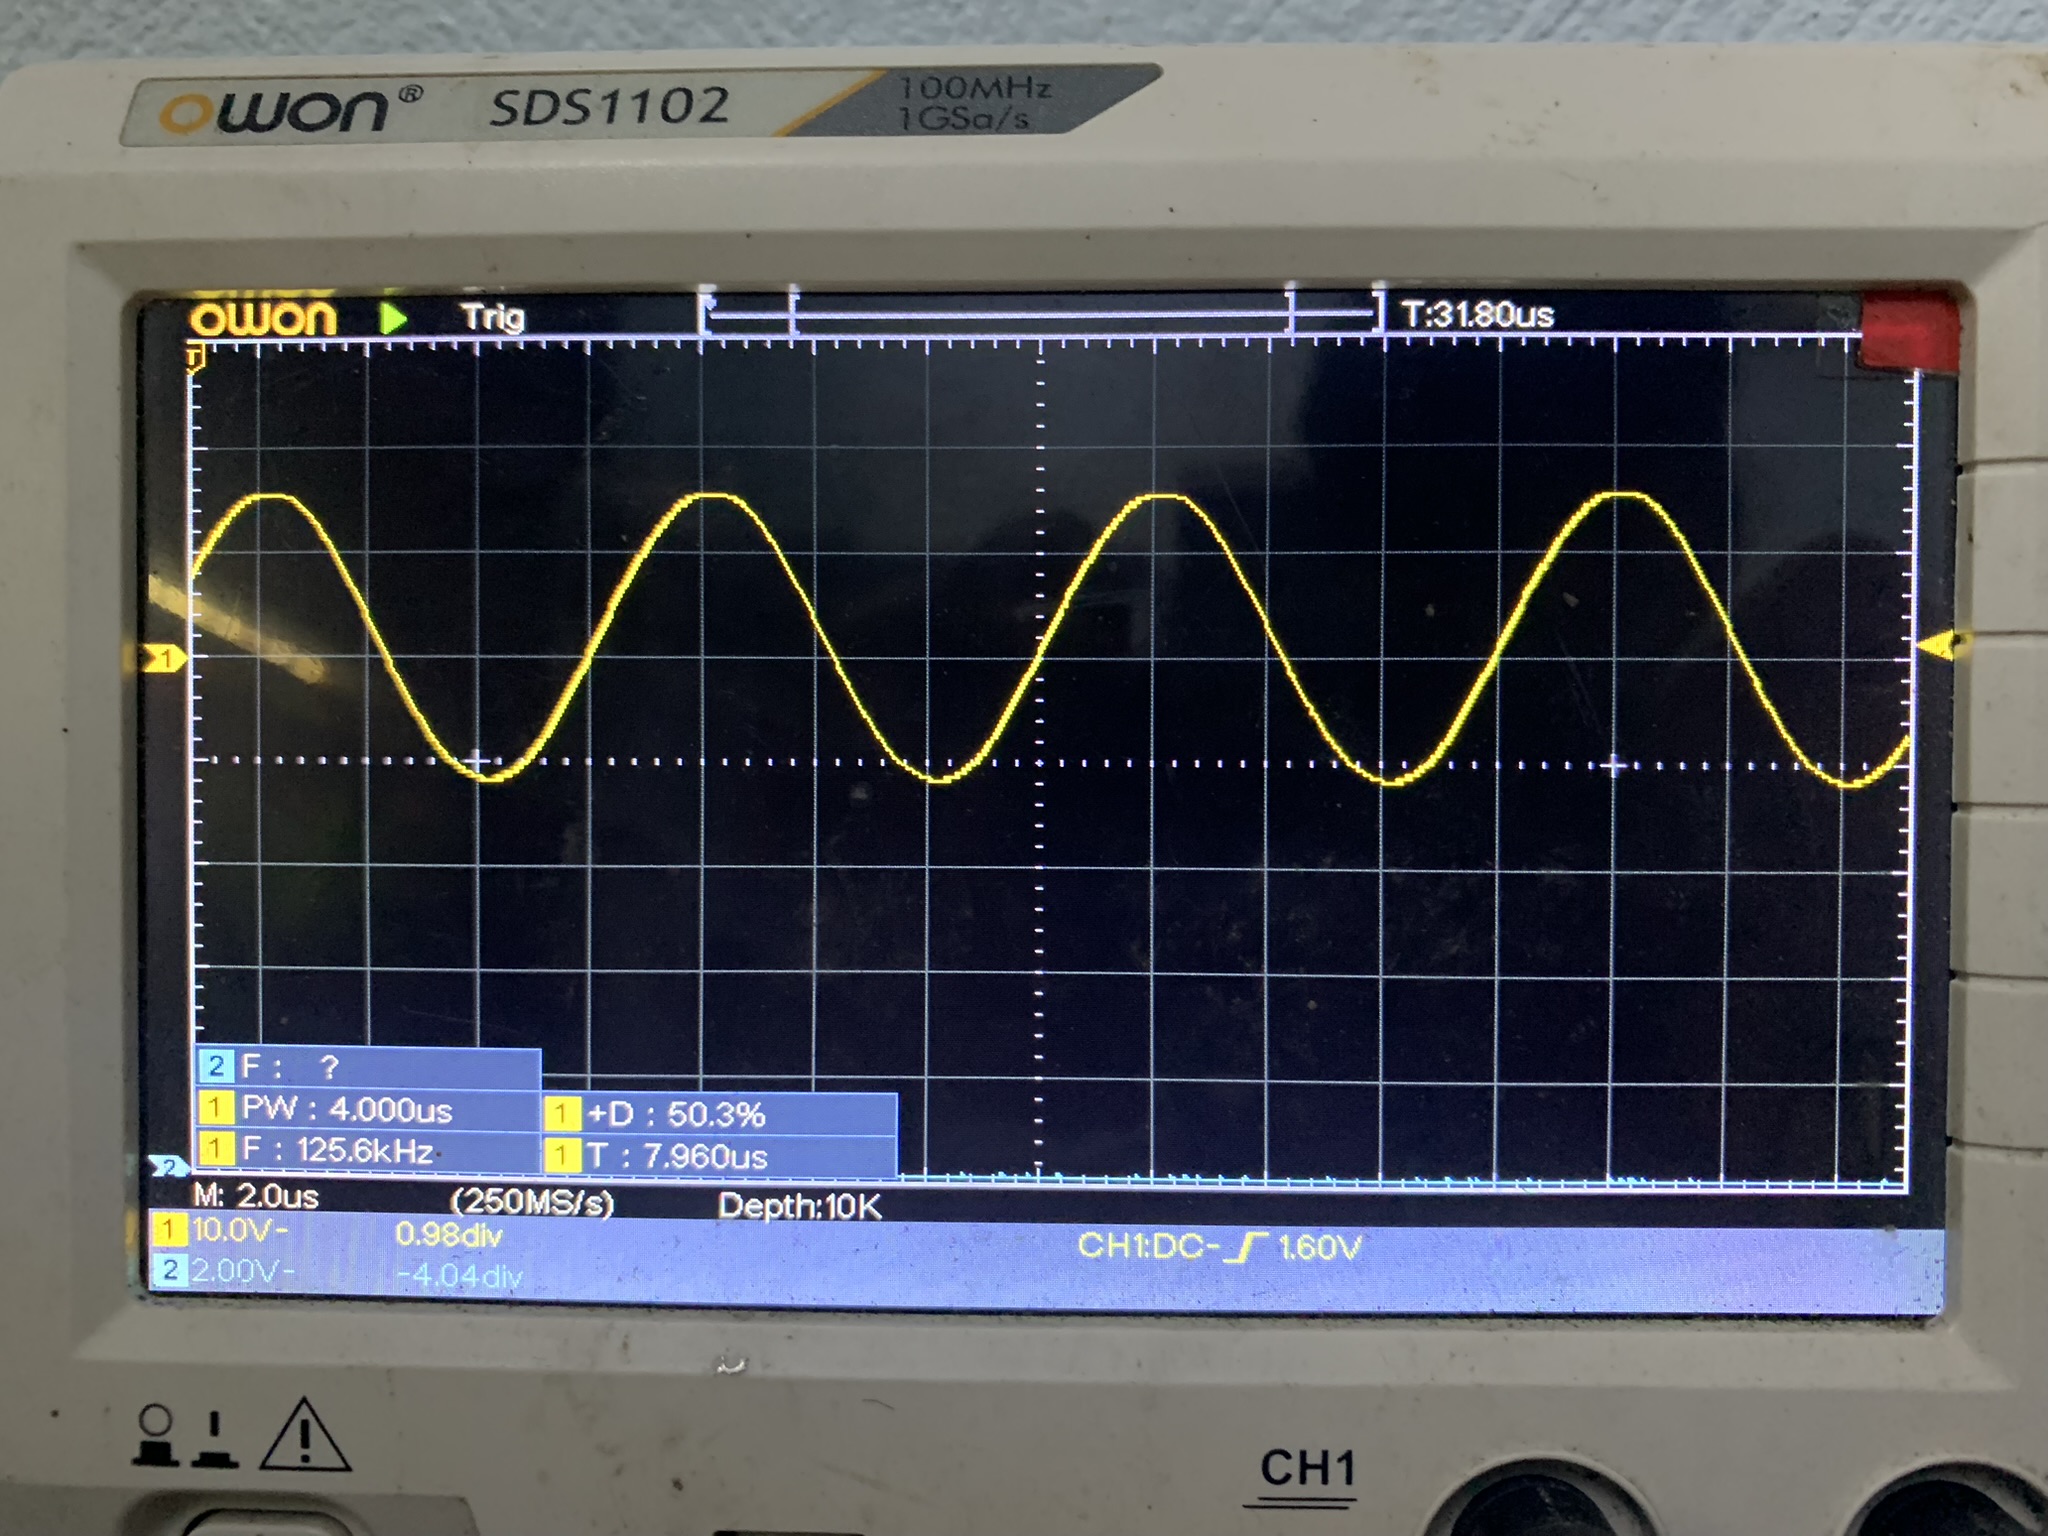 owon® SDS1102 100MHz
1GSa/s
owon Trig T:31.80us
T
1
2 F : ?
1 PW : 4.000us 1 +D : 50.3%
1 F : 125.6kHz 1 T : 7.960us
2
M: 2.0us (250MS/s) Depth:10K
1 10.0V- 0.98div CH1:DC- 1.60V
2 2.00V- -4.04div
CH1